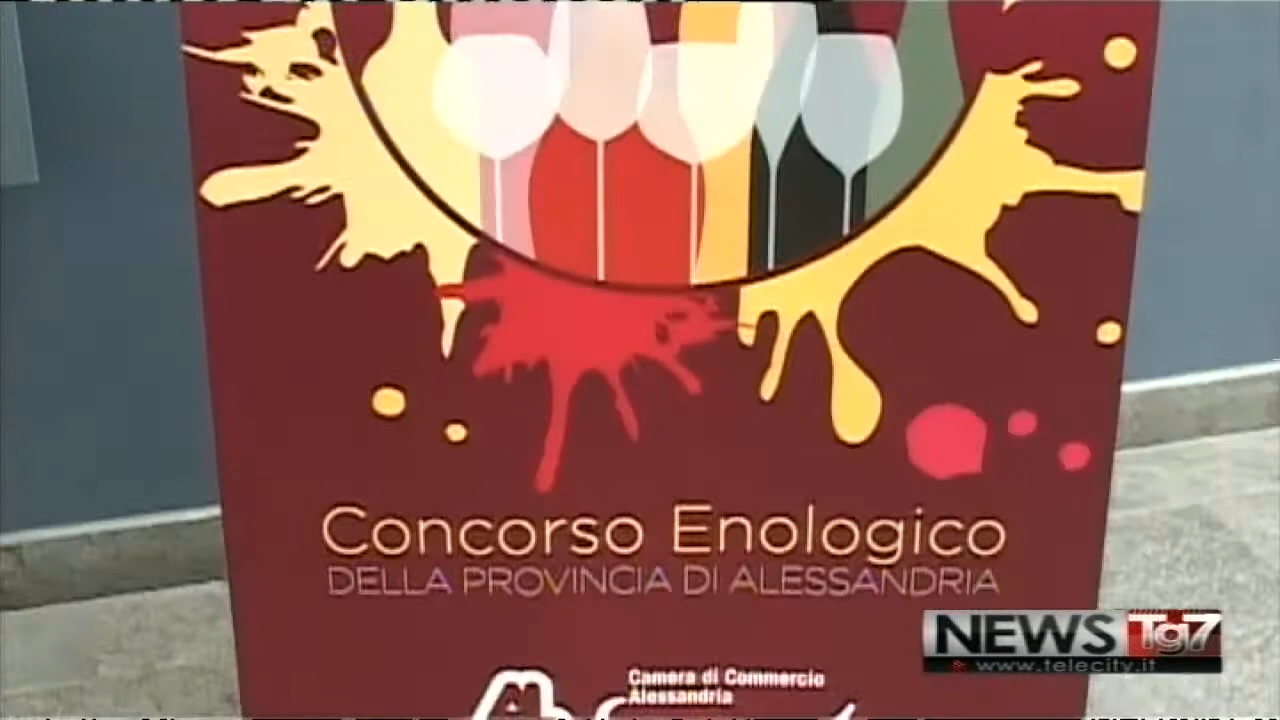 Concorso Enologico
DELLA PROVINCIA DI ALESSANDRIA
NEWS Tg7
www.telecity.it
Camera di Commercio
Alessandria